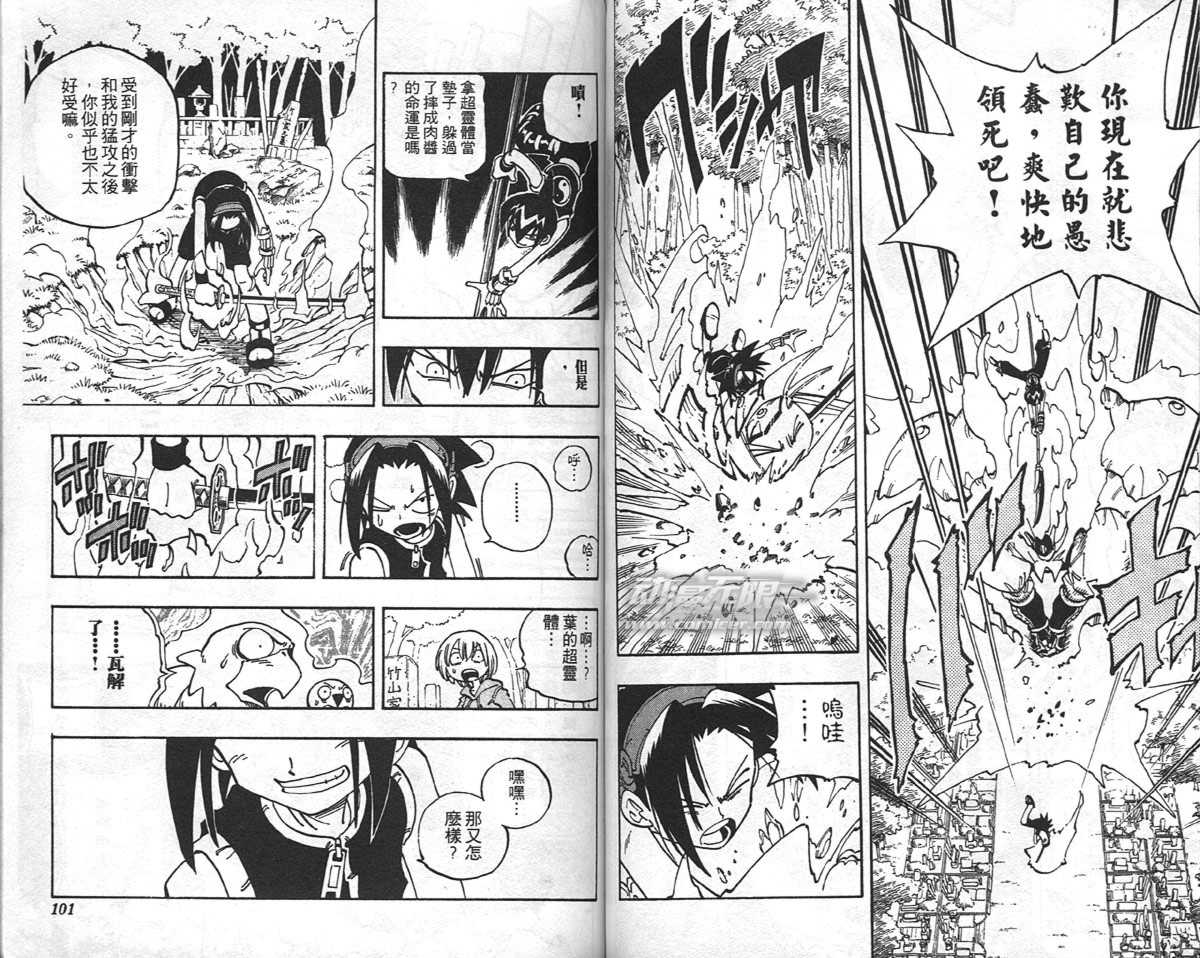 你現在就悲
歎自己的愚
蠢，爽快地
領死吧！
嗚哇
…！
动漫无限
www.comicer.com
嘖！
拿超靈體當
墊子，躲過
了摔成肉醬
的命運是嗎
？
受到剛才的衝擊
和我的猛攻之後
，你似乎也不太
好受嘛。
但是
，
呼…
………
哈…
…啊…？
葉的超靈
體…
竹山家
……瓦解
了……！
嘿嘿…
那又怎
麼樣？
101